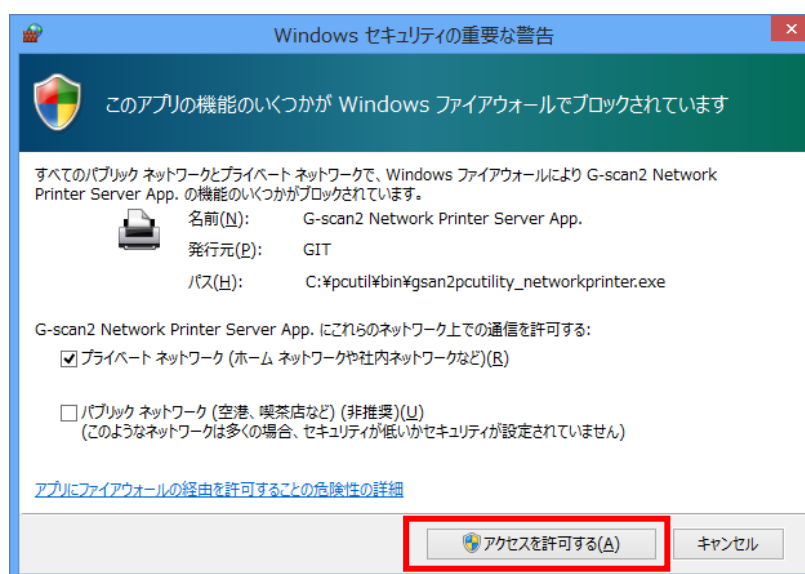 Windows セキュリティの重要な警告
このアプリの機能のいくつかが Windows ファイアウォールでブロックされています
すべてのパブリック ネットワークとプライベート ネットワークで、Windows ファイアウォールにより G-scan2 Network
Printer Server App. の機能のいくつかがブロックされています。
名前(N): G-scan2 Network Printer Server App.
発行元(P): GIT
パス(H): C:¥pcutil¥bin¥gsan2pcutility_networkprinter.exe
G-scan2 Network Printer Server App. にこれらのネットワーク上での通信を許可する:
プライベート ネットワーク (ホーム ネットワークや社内ネットワークなど)(R)
パブリック ネットワーク (空港、喫茶店など) (非推奨)(U)
(このようなネットワークは多くの場合、セキュリティが低いかセキュリティが設定されていません)
アプリにファイアウォールの経由を許可することの危険性の詳細
アクセスを許可する(A) キャンセル